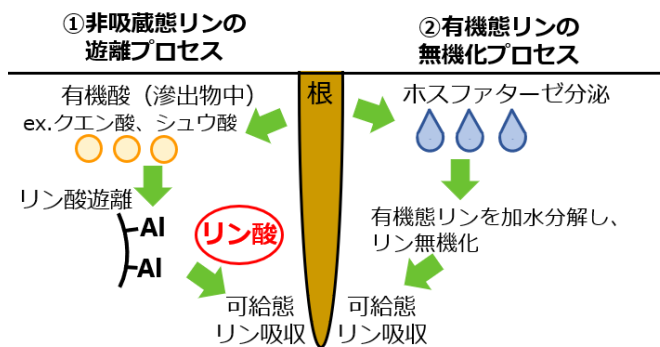 ①非吸蔵態リンの
遊離プロセス
②有機態リンの
無機化プロセス
有機酸（滲出物中）
ex.クエン酸、シュウ酸
根
ホスファターゼ分泌
リン酸遊離
Al
Al
リン酸
有機態リンを加水分解し、
リン無機化
可給態
リン吸収
可給態
リン吸収